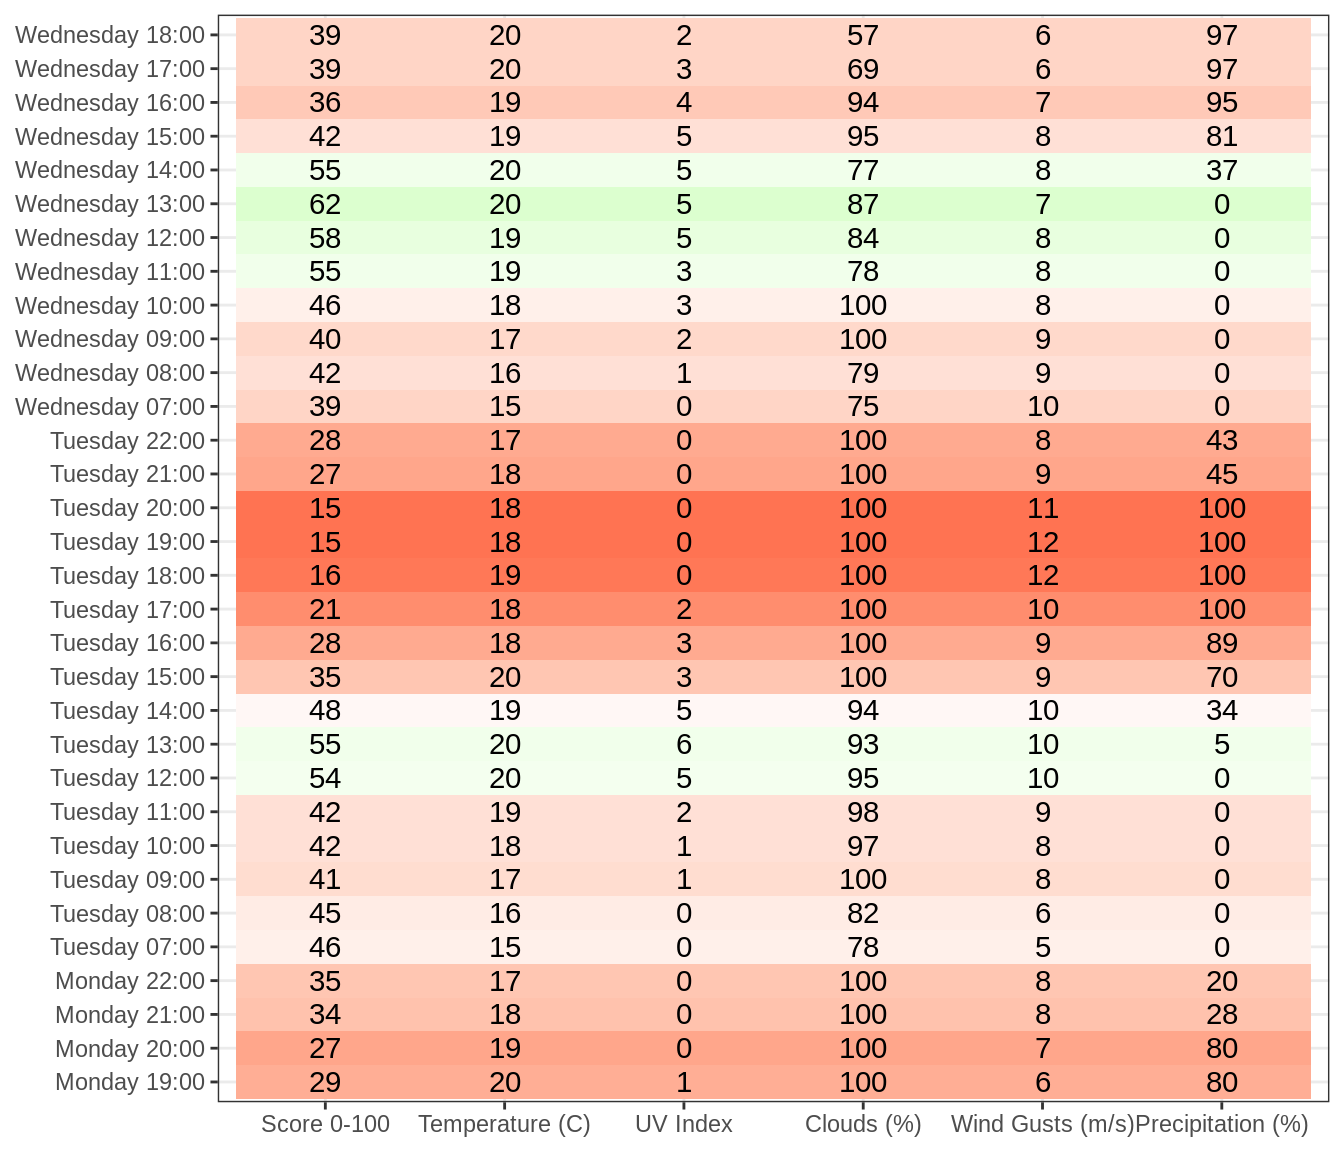 Wednesday 18:00 39 20 2 57 6 97
Wednesday 17:00 39 20 3 69 6 97
Wednesday 16:00 36 19 4 94 7 95
Wednesday 15:00 42 19 5 95 8 81
Wednesday 14:00 55 20 5 77 8 37
Wednesday 13:00 62 20 5 87 7 0
Wednesday 12:00 58 19 5 84 8 0
Wednesday 11:00 55 19 3 78 8 0
Wednesday 10:00 46 18 3 100 8 0
Wednesday 09:00 40 17 2 100 9 0
Wednesday 08:00 42 16 1 79 9 0
Wednesday 07:00 39 15 0 75 10 0
Tuesday 22:00 28 17 0 100 8 43
Tuesday 21:00 27 18 0 100 9 45
Tuesday 20:00 15 18 0 100 11 100
Tuesday 19:00 15 18 0 100 12 100
Tuesday 18:00 16 19 0 100 12 100
Tuesday 17:00 21 18 2 100 10 100
Tuesday 16:00 28 18 3 100 9 89
Tuesday 15:00 35 20 3 100 9 70
Tuesday 14:00 48 19 5 94 10 34
Tuesday 13:00 55 20 6 93 10 5
Tuesday 12:00 54 20 5 95 10 0
Tuesday 11:00 42 19 2 98 9 0
Tuesday 10:00 42 18 1 97 8 0
Tuesday 09:00 41 17 1 100 8 0
Tuesday 08:00 45 16 0 82 6 0
Tuesday 07:00 46 15 0 78 5 0
Monday 22:00 35 17 0 100 8 20
Monday 21:00 34 18 0 100 8 28
Monday 20:00 27 19 0 100 7 80
Monday 19:00 29 20 1 100 6 80
Score 0-100 Temperature (C) UV Index Clouds (%) Wind Gusts (m/s) Precipitation (%)